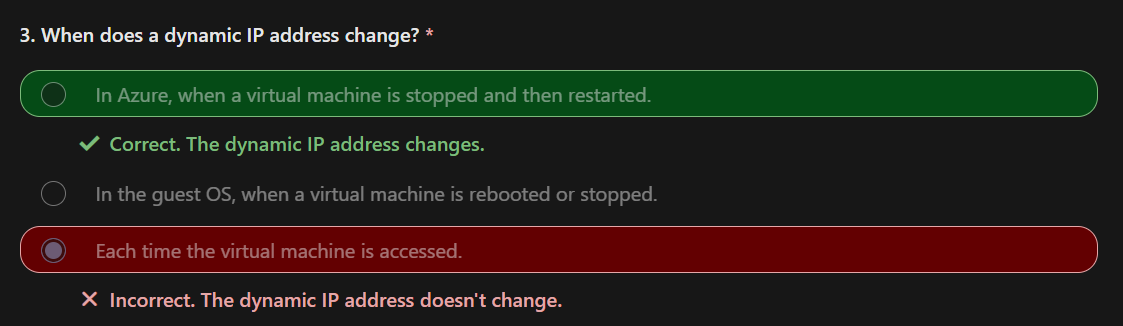 3. When does a dynamic IP address change? *
In Azure, when a virtual machine is stopped and then restarted.
Correct. The dynamic IP address changes.
In the guest OS, when a virtual machine is rebooted or stopped.
Each time the virtual machine is accessed.
Incorrect. The dynamic IP address doesn't change.